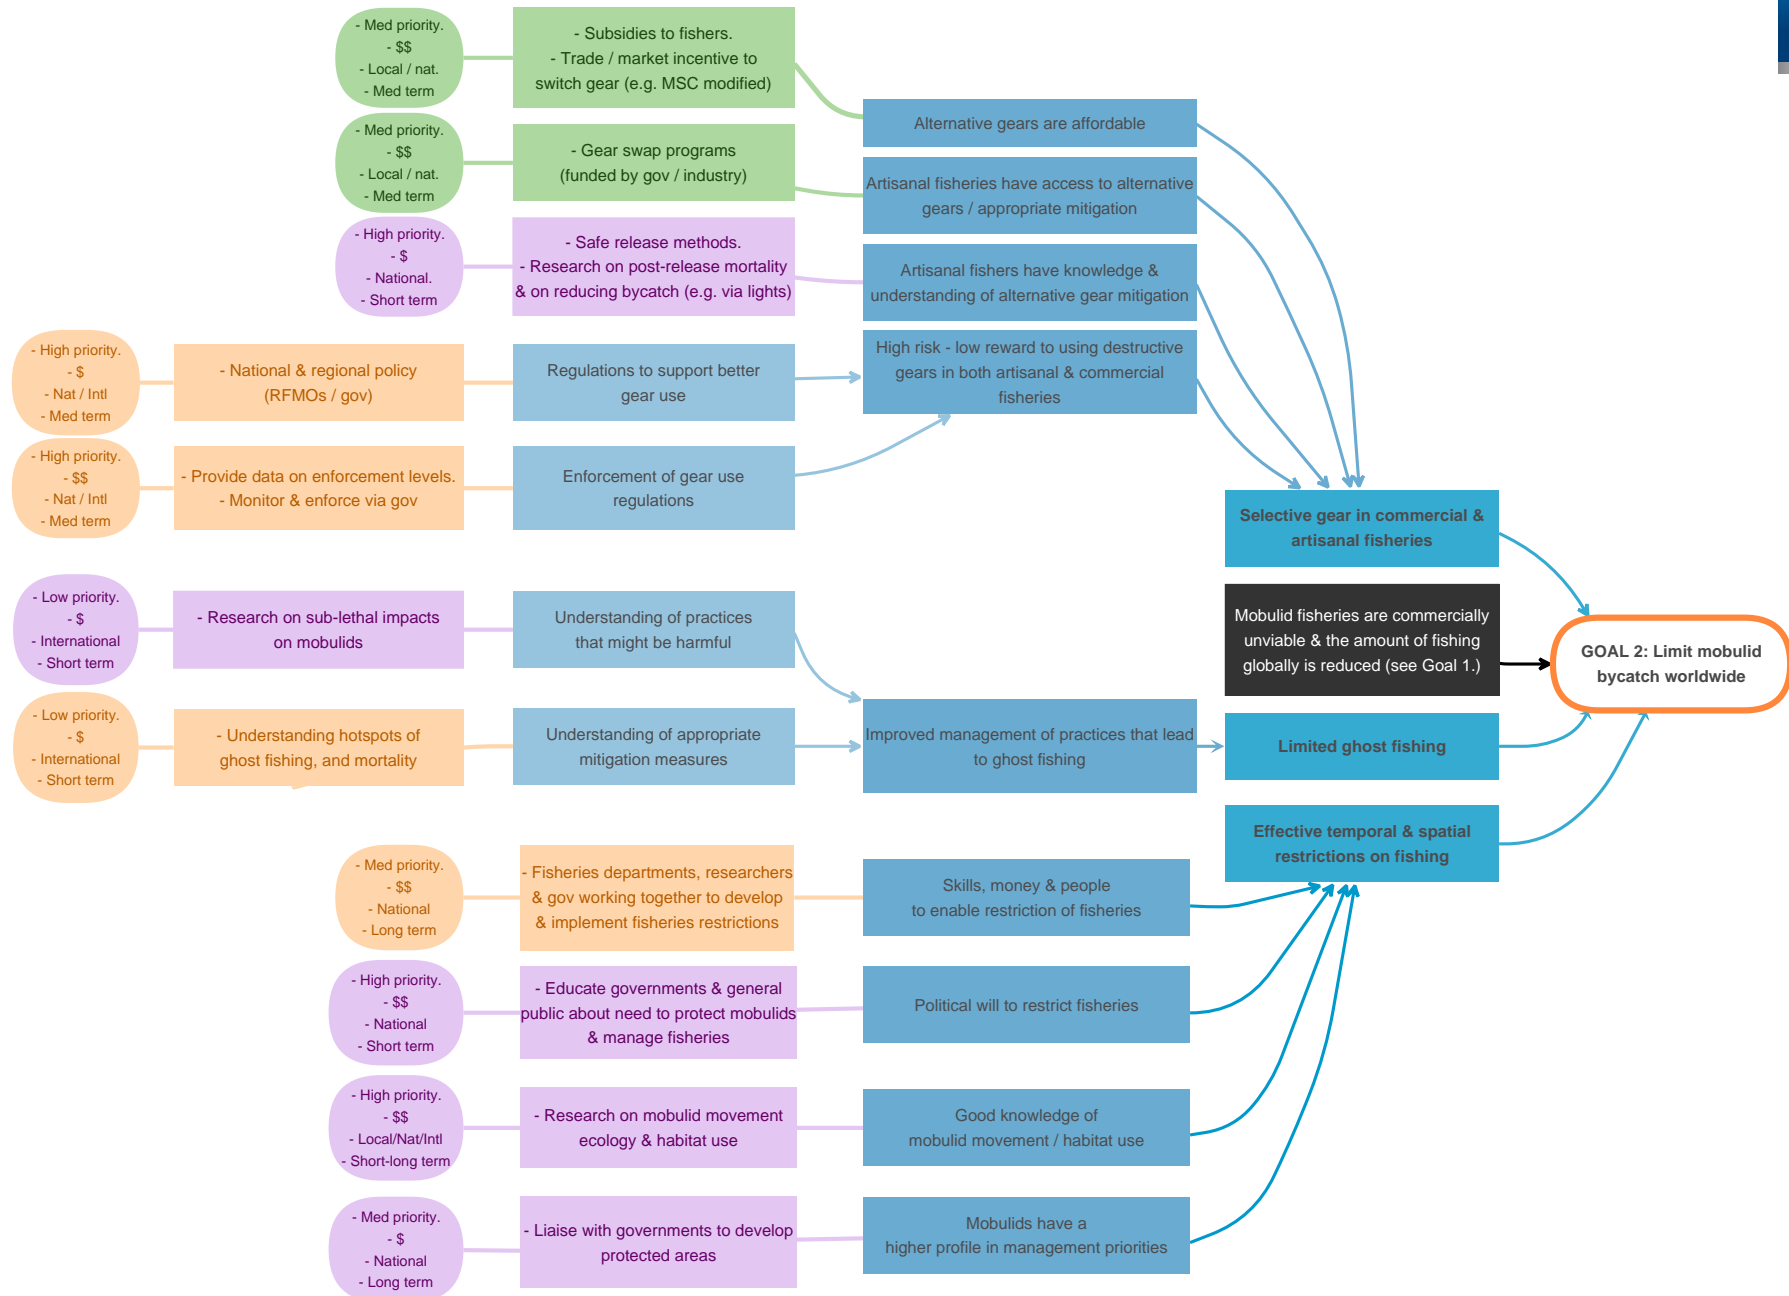 - Med priority.
- $$
- Local / nat.
- Med term
- Subsidies to fishers.
- Trade / market incentive to
switch gear (e.g. MSC modified)
Alternative gears are affordable
- Med priority.
- $$
- Local / nat.
- Med term
- Gear swap programs
(funded by gov / industry)
Artisanal fisheries have access to alternative
gears / appropriate mitigation
- High priority.
- $
- National.
- Short term
- Safe release methods.
- Research on post-release mortality
& on reducing bycatch (e.g. via lights)
Artisanal fishers have knowledge &
understanding of alternative gear mitigation
- High priority.
- $
- Nat / Intl
- Med term
- National & regional policy
(RFMOs / gov)
Regulations to support better
gear use
High risk - low reward to using destructive
gears in both artisanal & commercial
fisheries
- High priority.
- $$
- Nat / Intl
- Med term
- Provide data on enforcement levels.
- Monitor & enforce via gov
Enforcement of gear use
regulations
Selective gear in commercial &
artisanal fisheries
- Low priority.
- $
- International
- Short term
- Research on sub-lethal impacts
on mobulids
Understanding of practices
that might be harmful
Mobulid fisheries are commercially
unviable & the amount of fishing
globally is reduced (see Goal 1.)
GOAL 2: Limit mobulid
bycatch worldwide
- Low priority.
- $
- International
- Short term
- Understanding hotspots of
ghost fishing, and mortality
Understanding of appropriate
mitigation measures
Improved management of practices that lead
to ghost fishing
Limited ghost fishing
Effective temporal & spatial
restrictions on fishing
- Med priority.
- $$
- National
- Long term
- Fisheries departments, researchers
& gov working together to develop
& implement fisheries restrictions
Skills, money & people
to enable restriction of fisheries
- High priority.
- $$
- National
- Short term
- Educate governments & general
public about need to protect mobulids
& manage fisheries
Political will to restrict fisheries
- High priority.
- $$
- Local/Nat/Intl
- Short-long term
- Research on mobulid movement
ecology & habitat use
Good knowledge of
mobulid movement / habitat use
- Med priority.
- $
- National
- Long term
- Liaise with governments to develop
protected areas
Mobulids have a
higher profile in management priorities